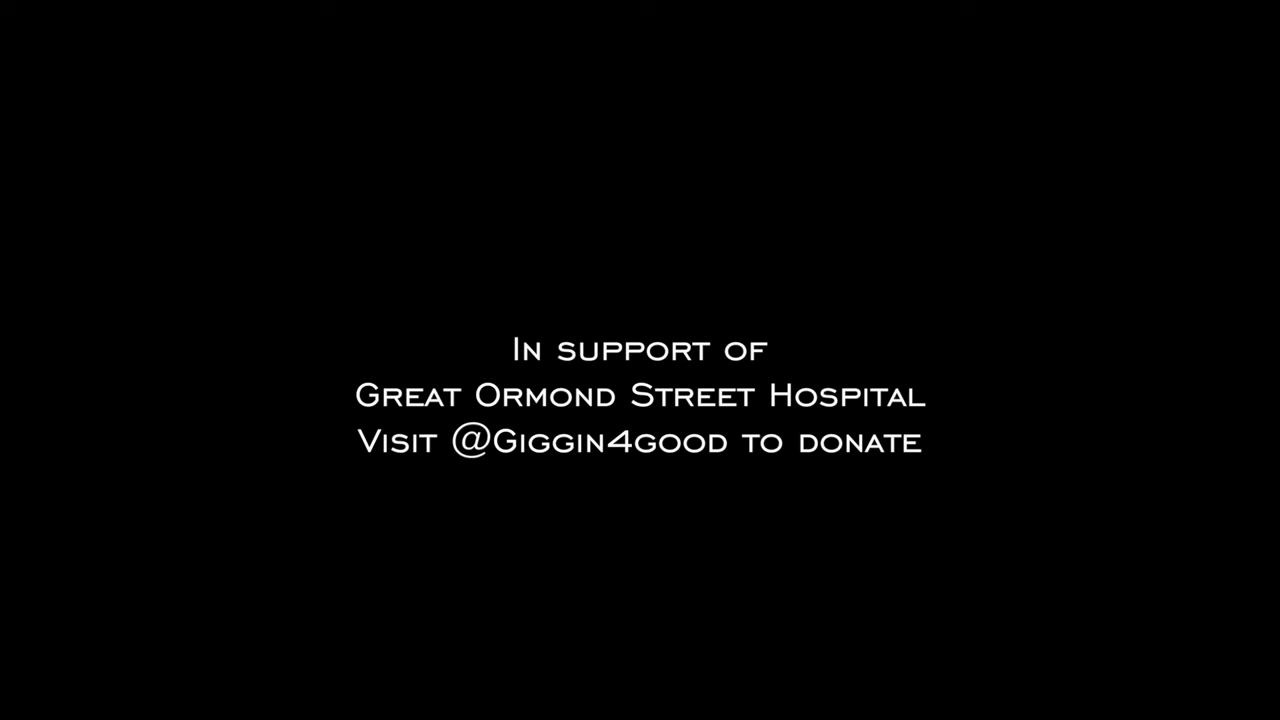 In support of
Great Ormond Street Hospital
Visit @Giggin4good to donate